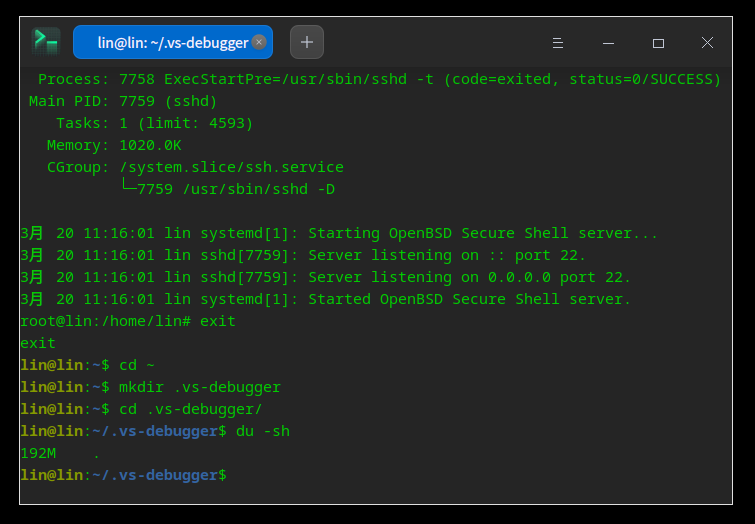 lin@lin: ~/.vs-debugger
Process: 7758 ExecStartPre=/usr/sbin/sshd -t (code=exited, status=0/SUCCESS)
Main PID: 7759 (sshd)
Tasks: 1 (limit: 4593)
Memory: 1020.0K
CGroup: /system.slice/ssh.service
└─7759 /usr/sbin/sshd -D
3月 20 11:16:01 lin systemd[1]: Starting OpenBSD Secure Shell server...
3月 20 11:16:01 lin sshd[7759]: Server listening on :: port 22.
3月 20 11:16:01 lin sshd[7759]: Server listening on 0.0.0.0 port 22.
3月 20 11:16:01 lin systemd[1]: Started OpenBSD Secure Shell server.
root@lin:/home/lin# exit
exit
lin@lin:~$ cd ~
lin@lin:~$ mkdir .vs-debugger
lin@lin:~$ cd .vs-debugger/
lin@lin:~/.vs-debugger$ du -sh
192M    .
lin@lin:~/.vs-debugger$